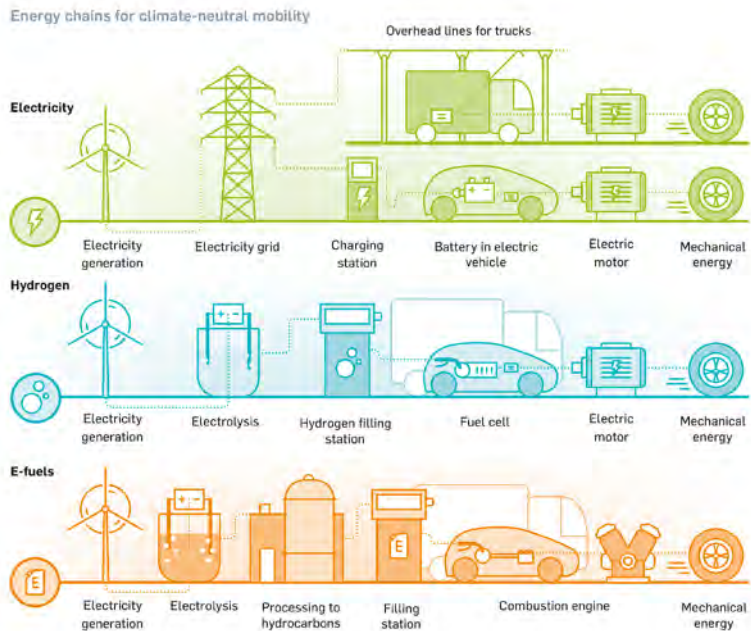 Energy chains for climate-neutral mobility
Overhead lines for trucks
Electricity
Electricity
generation
Electricity grid
Charging
station
Battery in electric
vehicle
Electric
motor
Mechanical
energy
Hydrogen
Electricity
generation
Electrolysis
Hydrogen filling
station
Fuel cell
Electric
motor
Mechanical
energy
E-fuels
E
E
Electricity
generation
Electrolysis
Processing to
hydrocarbons
Filling
station
Combustion engine
Mechanical
energy